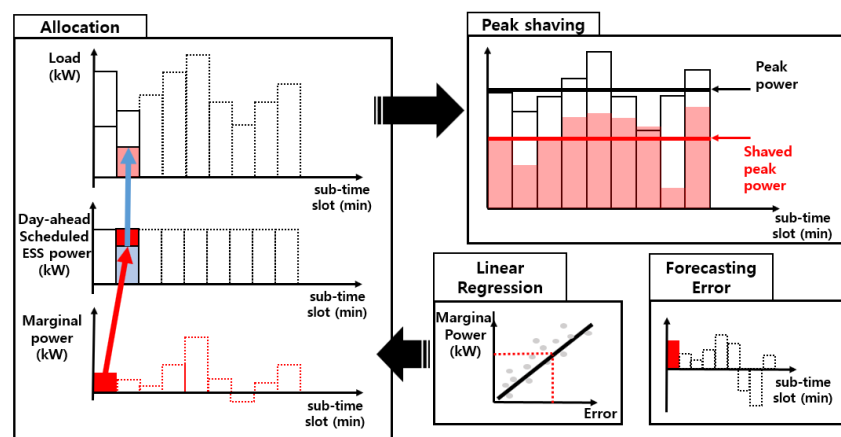 Allocation
Load
(kW)
sub-time
slot (min)
Day-ahead
Scheduled
ESS power
(kW)
sub-time
slot (min)
Marginal
power
(kW)
sub-time
slot (min)
Peak shaving
Peak
power
Shaved
peak
power
sub-time
slot (min)
Linear
Regression
Marginal
Power
(kW)
Error
Forecasting
Error
sub-time
slot (min)